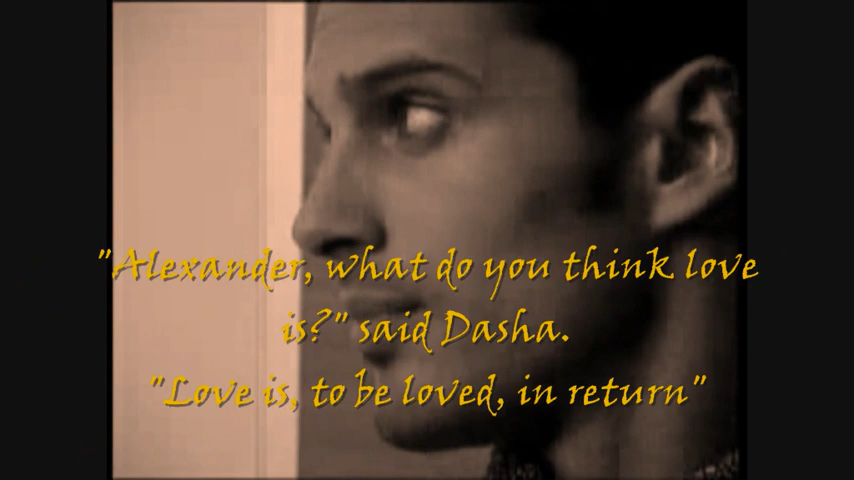 "Alexander, what do you think love
is?" said Dasha.
"Love is, to be loved, in return"